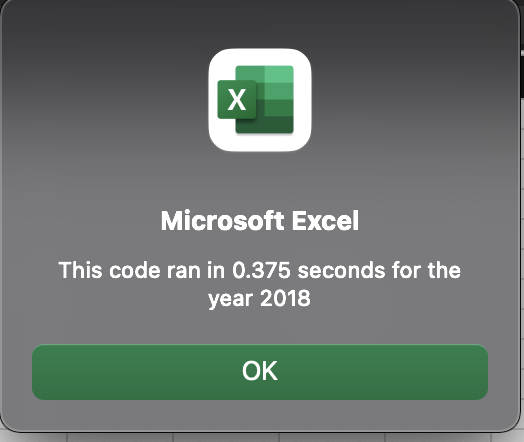 X
Microsoft Excel
This code ran in 0.375 seconds for the
year 2018
OK